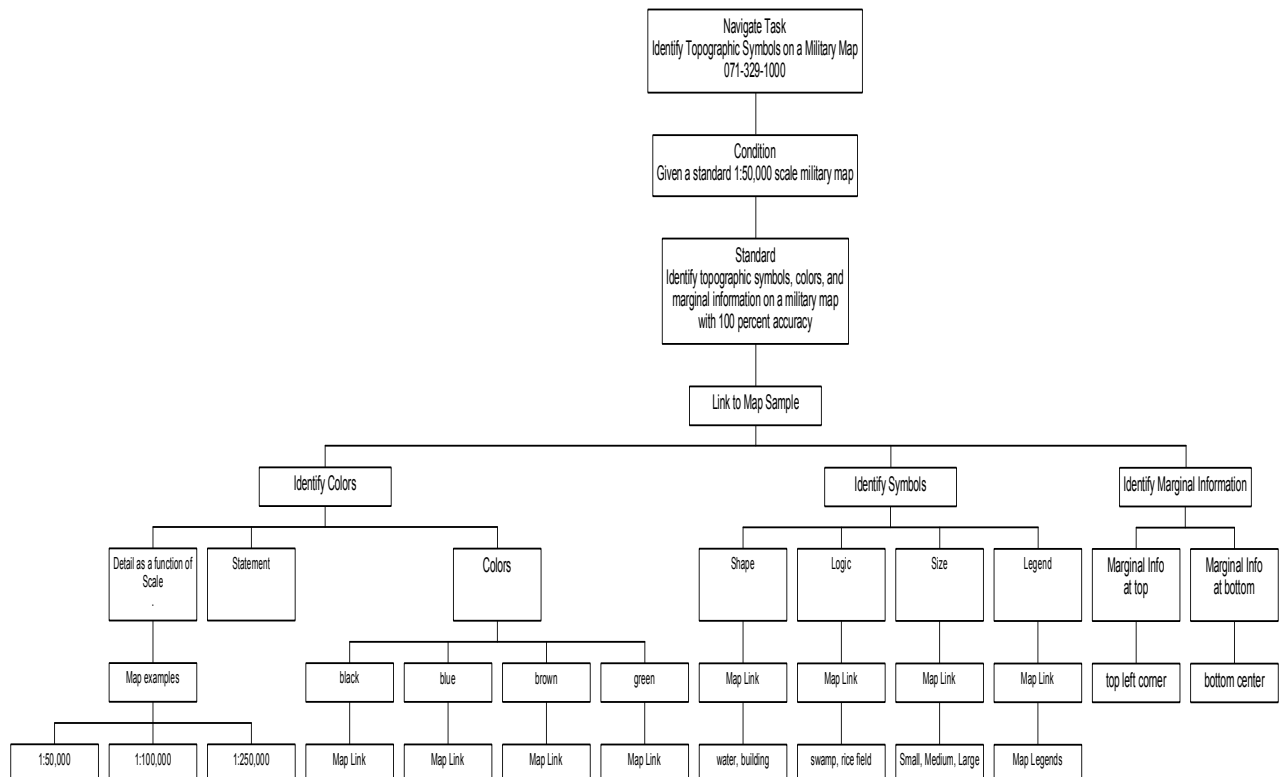 Navigate Task
Identify Topographic Symbols on a Military Map
071-329-1000
Condition
Given a standard 1:50,000 scale military map
Standard
Identify topographic symbols, colors, and
marginal information on a military map
with 100 percent accuracy
Link to Map Sample
Identify Colors
Identify Symbols
Identify Marginal Information
Detail as a function of
Scale
.
Statement
Colors
Shape
Logic
Size
Legend
Marginal Info
at top
Marginal Info
at bottom
Map examples
black
blue
brown
green
Map Link
Map Link
Map Link
Map Link
top left corner
bottom center
1:50,000
1:100,000
1:250,000
Map Link
Map Link
Map Link
Map Link
water, building
swamp, rice field
Small, Medium, Large
Map Legends